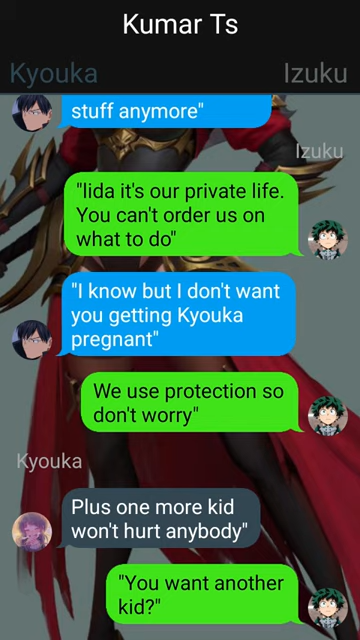 Kumar Ts
Kyouka
Izuku
stuff anymore"
Izuku
"Iida it's our private life.
You can't order us on
what to do"
"I know but I don't want
you getting Kyouka
pregnant"
We use protection so
don't worry"
Kyouka
Plus one more kid
won't hurt anybody"
"You want another
kid?"